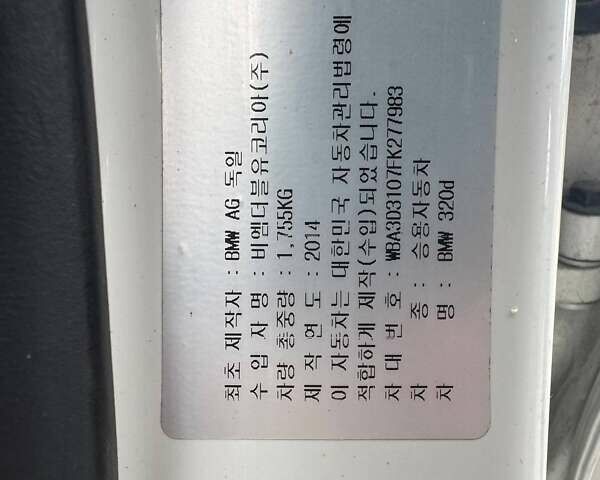 최초 제작자 : BMW AG 독일
수 입 자 명 : 비엠더블유코리아(주)
차량 총중량 : 1,755KG
제 작 연 도 : 2014
이 자동차는 대한민국 자동차관리법령에
적합하게 제작(수입)되었습니다.
차 대 번 호 : WBA3D3107FK277983
차 종 : 승용자동차
차 명 : BMW 320d